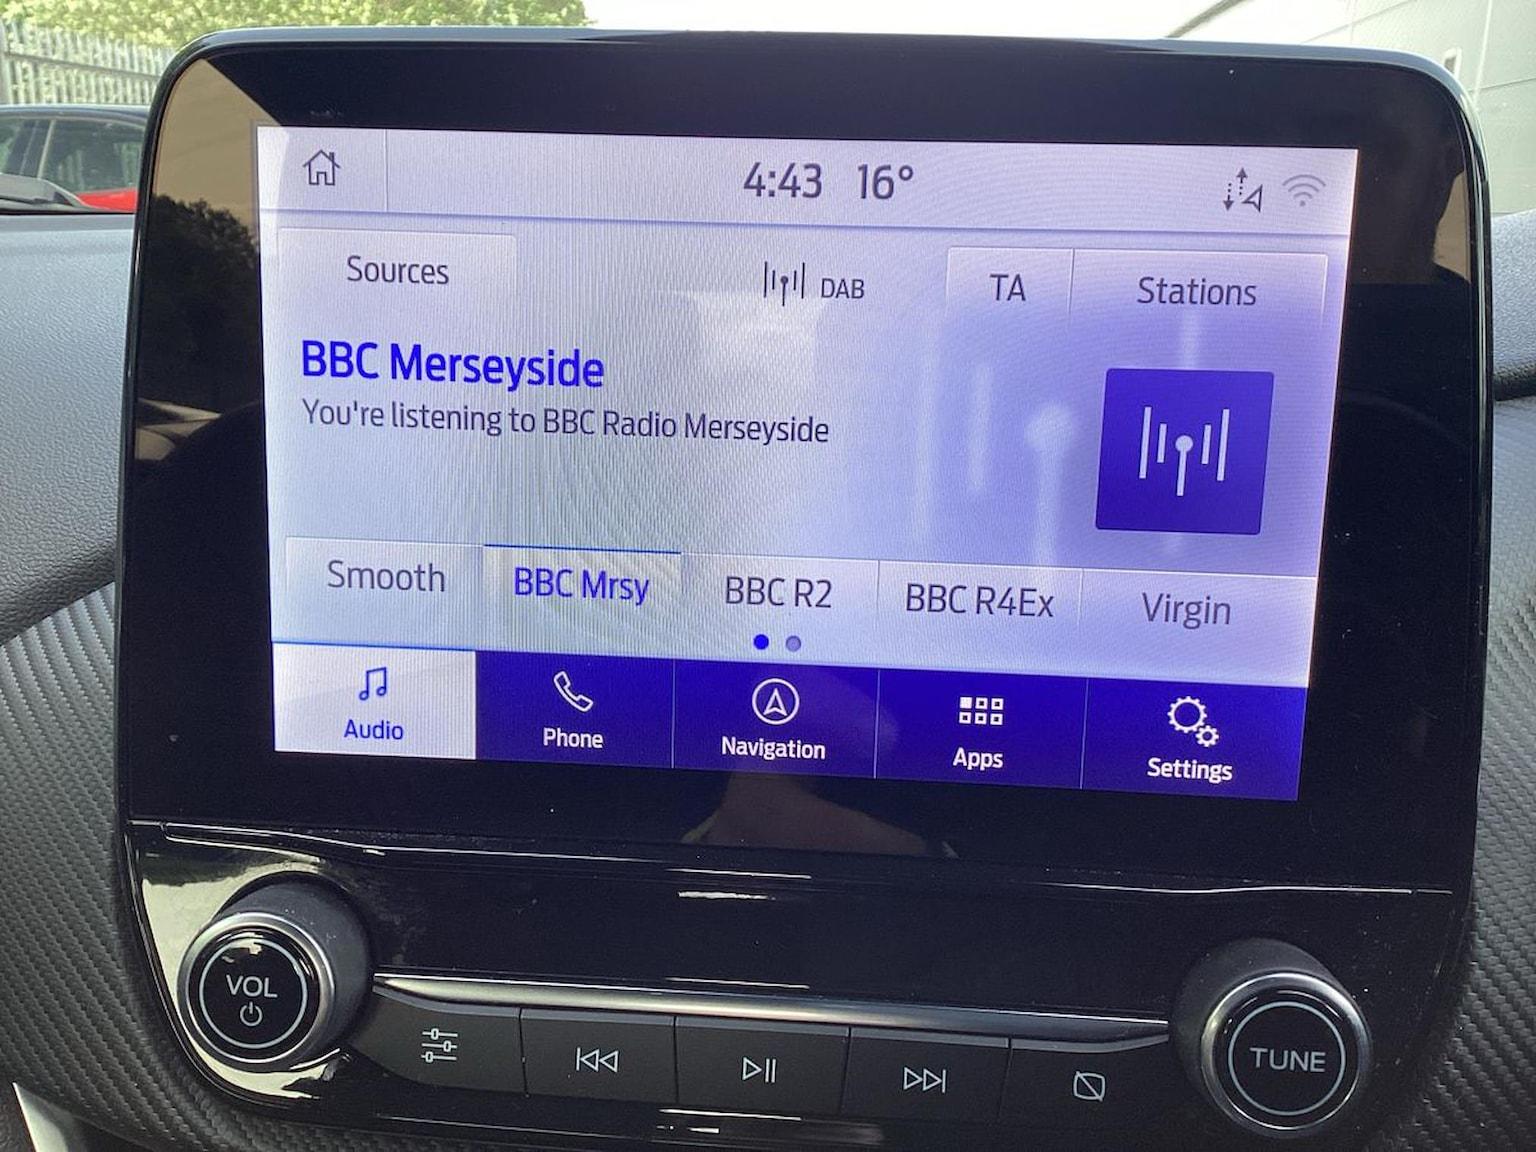 4:43 16°
Sources
DAB
TA
Stations
BBC Merseyside
You're listening to BBC Radio Merseyside
Smooth
BBC Mrsy
BBC R2
BBC R4Ex
Virgin
Audio
Phone
Navigation
Apps
Settings
VOL
TUNE